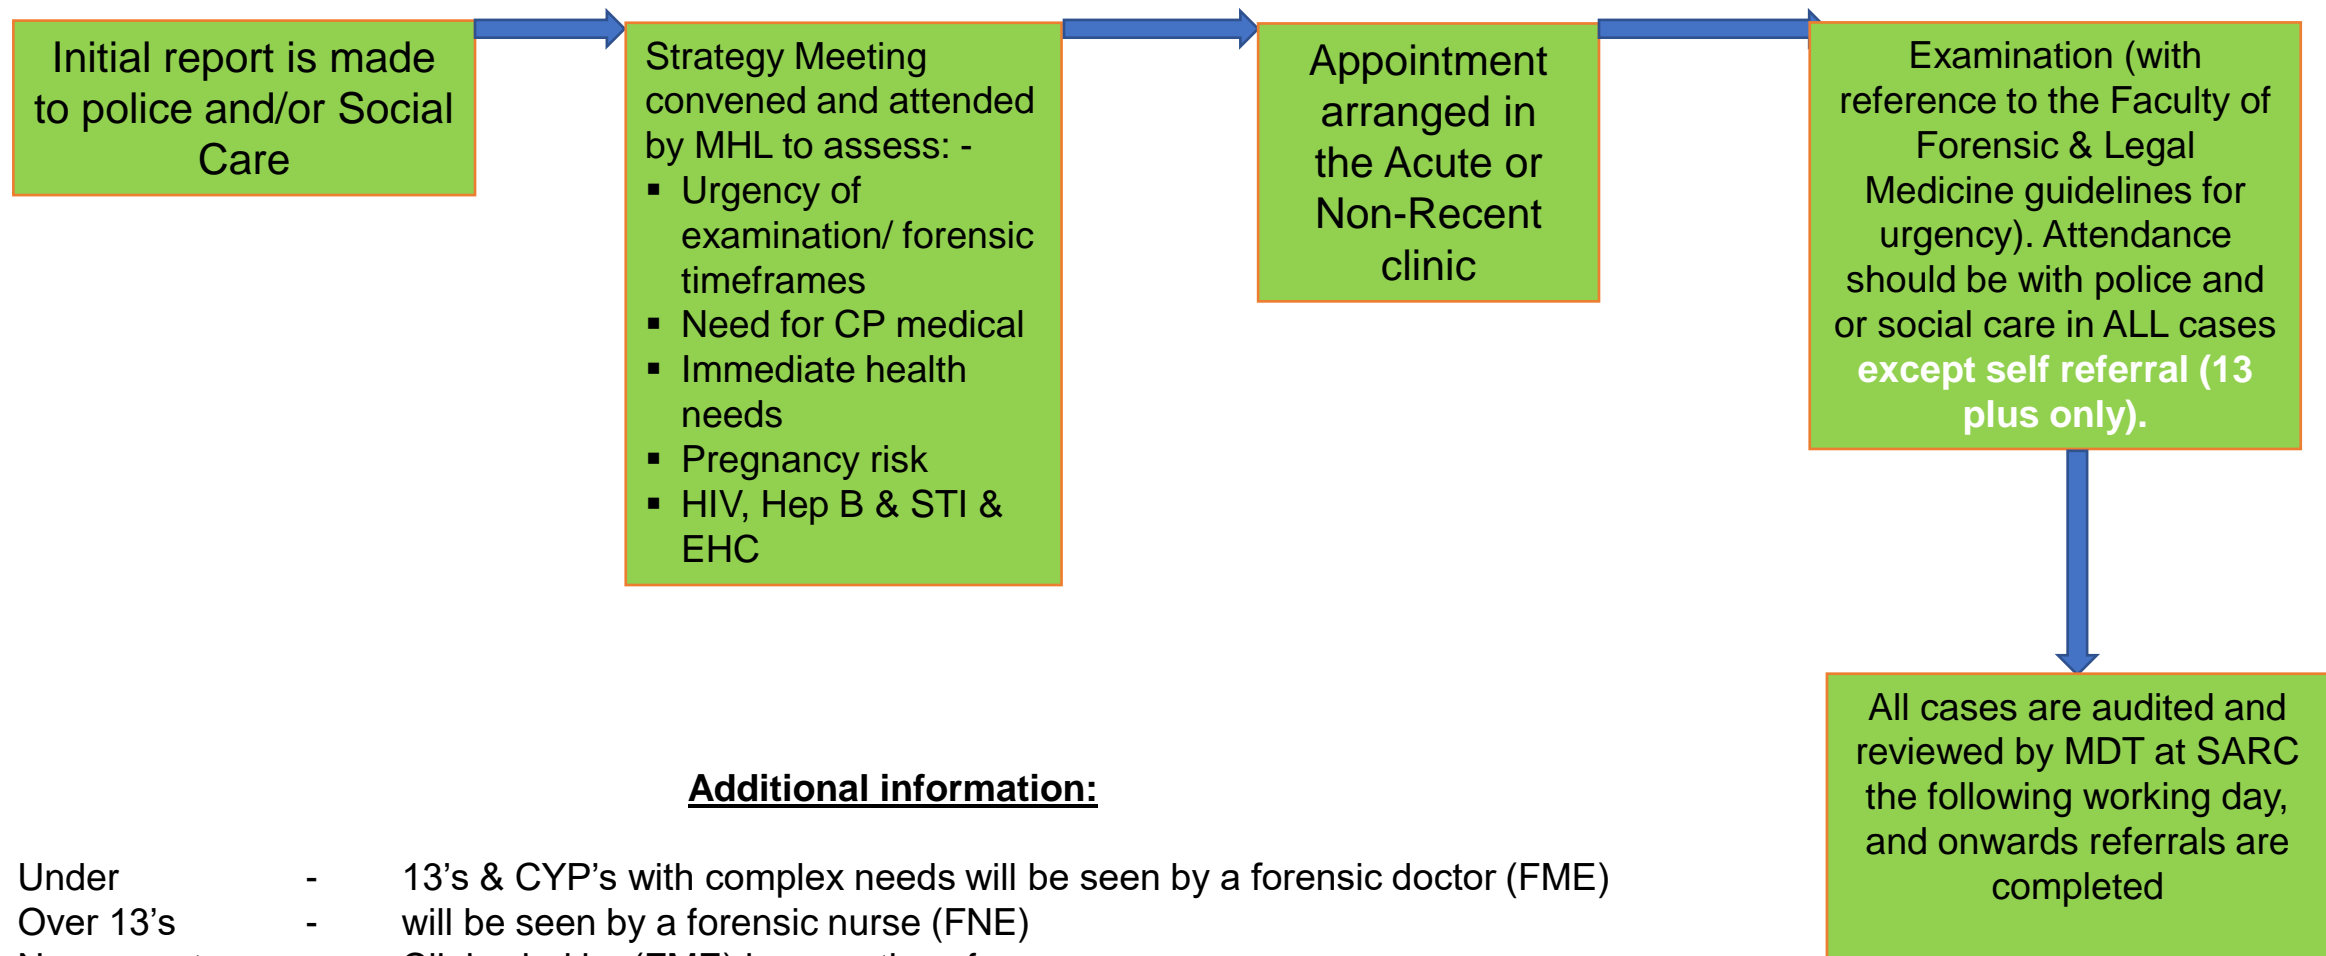 Initial report is made
to police and/or Social
Care
Strategy Meeting
convened and attended
by MHL to assess: -
▪ Urgency of
examination/ forensic
timeframes
▪ Need for CP medical
▪ Immediate health
needs
▪ Pregnancy risk
▪ HIV, Hep B & STI &
EHC
Appointment
arranged in
the Acute or
Non-Recent
clinic
Examination (with
reference to the Faculty of
Forensic & Legal
Medicine guidelines for
urgency). Attendance
should be with police and
or social care in ALL cases
except self referral (13
plus only).
All cases are audited and
reviewed by MDT at SARC
the following working day,
and onwards referrals are
completed
Additional information:
Under - 13's & CYP's with complex needs will be seen by a forensic doctor (FME)
Over 13's - will be seen by a forensic nurse (FNE)